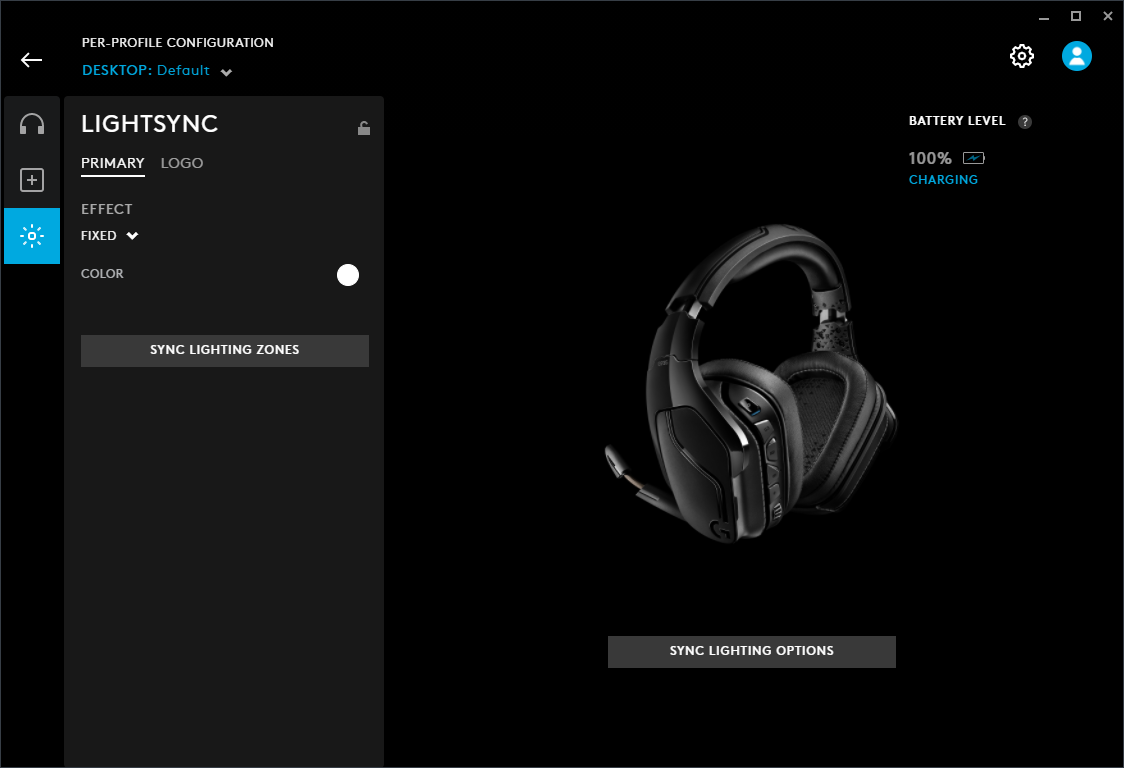 PER-PROFILE CONFIGURATION
DESKTOP: Default
LIGHTSYNC
PRIMARY LOGO
EFFECT
FIXED
COLOR
SYNC LIGHTING ZONES
BATTERY LEVEL ?
100%
CHARGING
SYNC LIGHTING OPTIONS